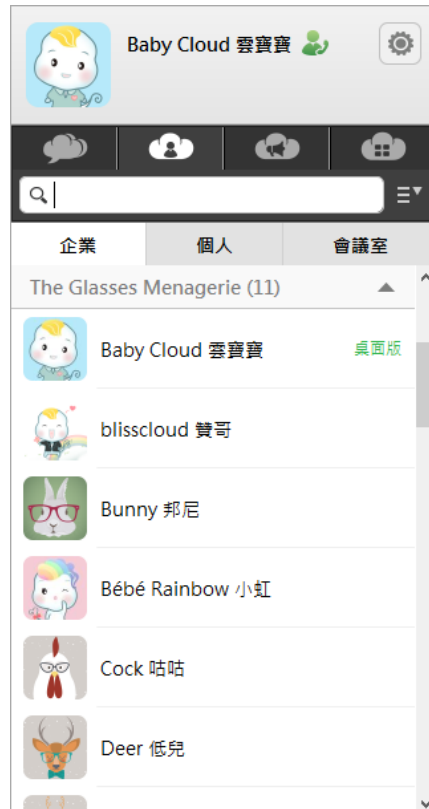 Baby Cloud 雲寶寶
企業 個人 會議室
The Glasses Menagerie (11)
Baby Cloud 雲寶寶 桌面版
blisscloud 贊哥
Bunny 邦尼
Bébé Rainbow 小虹
Cock 咕咕
Deer 低兒